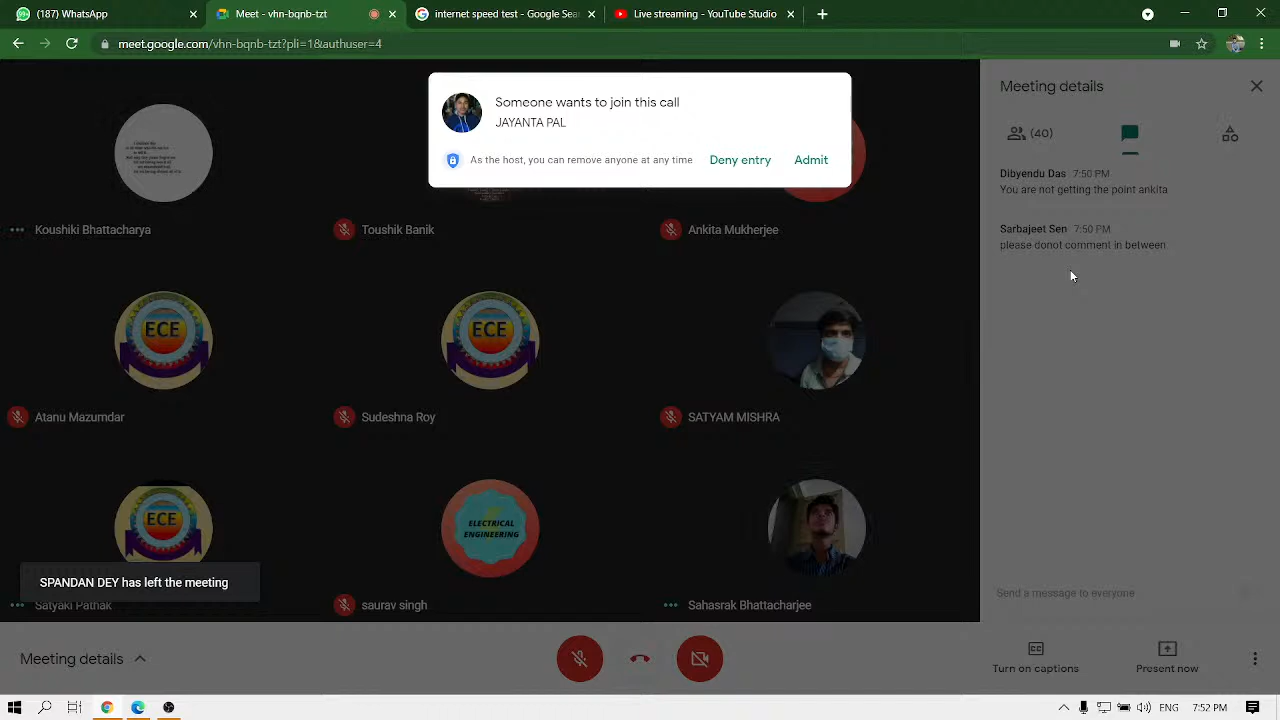 (187) WhatsApp
Meet - vhn-bqnb-tzt
internet speed test - Google Sea
Live streaming - YouTube Studio
meet.google.com/vhn-bqnb-tzt?pli=1&authuser=4
Someone wants to join this call
JAYANTA PAL
As the host, you can remove anyone at any time
Deny entry
Admit
Meeting details
(40)
Dibyendu Das 7:50 PM
You are not getting the point ankita
Sarbajeet Sen 7:50 PM
please donot comment in between
Koushiki Bhattacharya
Toushik Banik
Ankita Mukherjee
ECE
ECE
Atanu Mazumdar
Sudeshna Roy
SATYAM MISHRA
ECE
ELECTRICAL
ENGINEERING
SPANDAN DEY has left the meeting
Satyaki Pathak
saurav singh
Sahasrak Bhattacharjee
Send a message to everyone
Meeting details
Turn on captions
Present now
ENG
7:52 PM